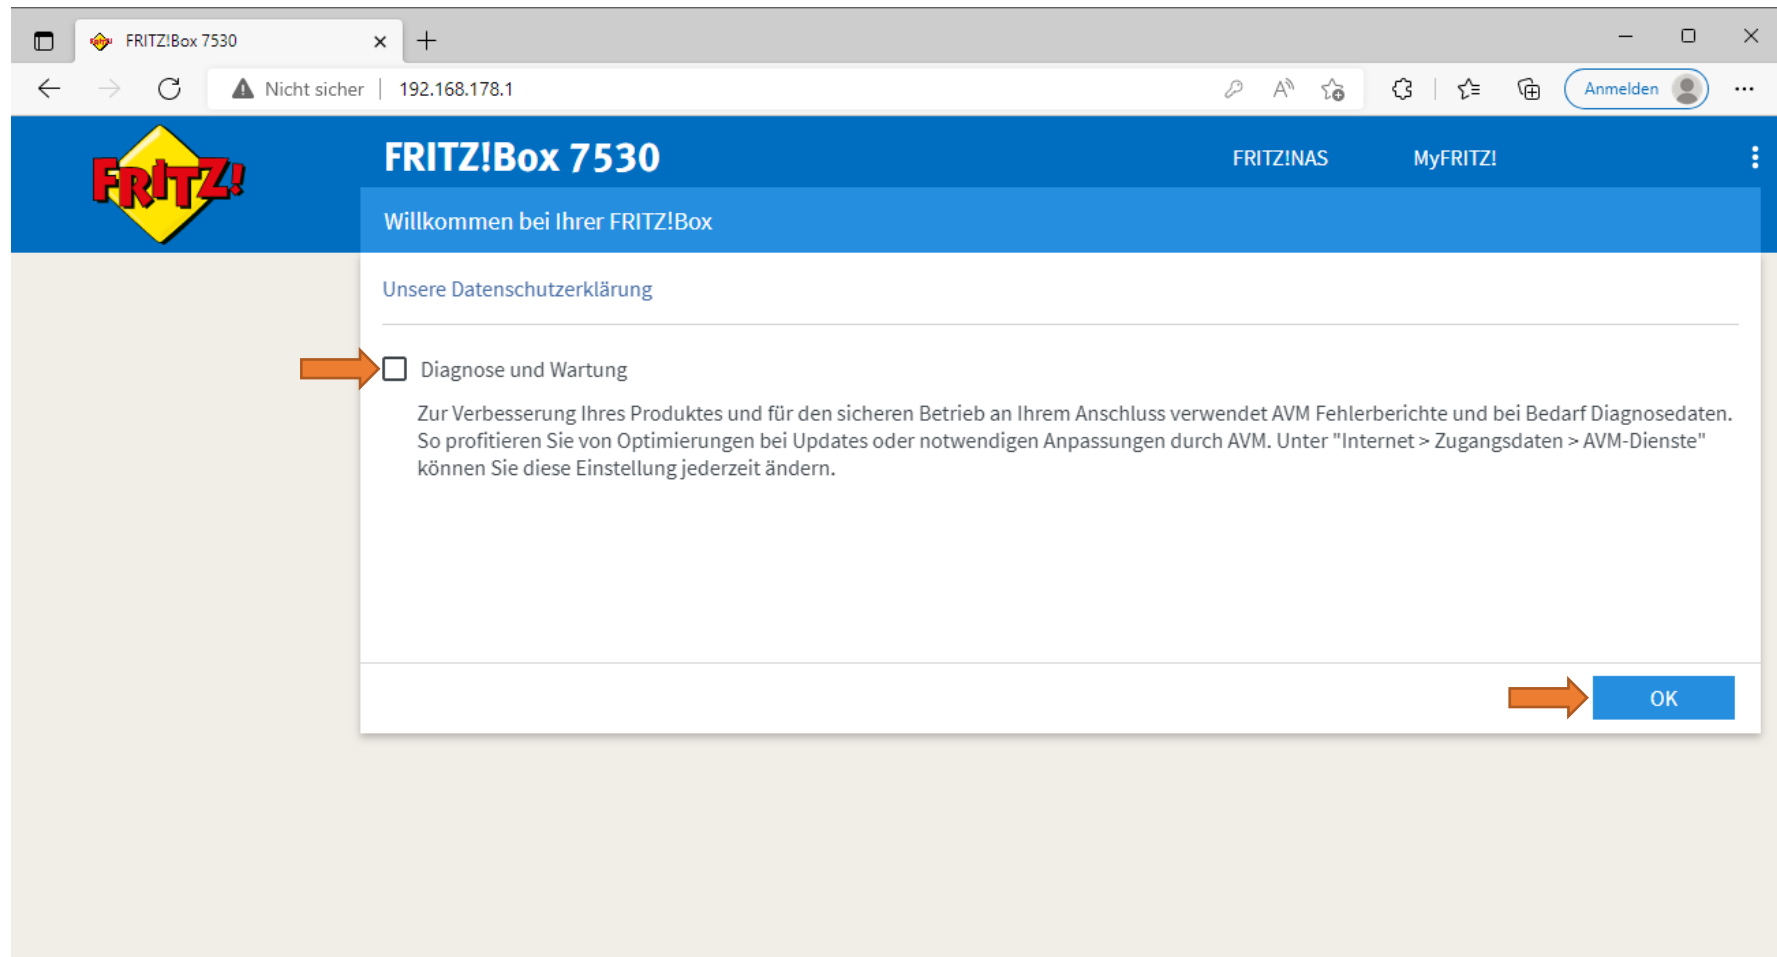 FRITZ!Box 7530
Nicht sicher | 192.168.178.1
Anmelden
FRITZ!
FRITZ!Box 7530
FRITZ!NAS
MyFRITZ!
Willkommen bei Ihrer FRITZ!Box
Unsere Datenschutzerklärung
Diagnose und Wartung
Zur Verbesserung Ihres Produktes und für den sicheren Betrieb an Ihrem Anschluss verwendet AVM Fehlerberichte und bei Bedarf Diagnosedaten.
So profitieren Sie von Optimierungen bei Updates oder notwendigen Anpassungen durch AVM. Unter "Internet > Zugangsdaten > AVM-Dienste"
können Sie diese Einstellung jederzeit ändern.
OK